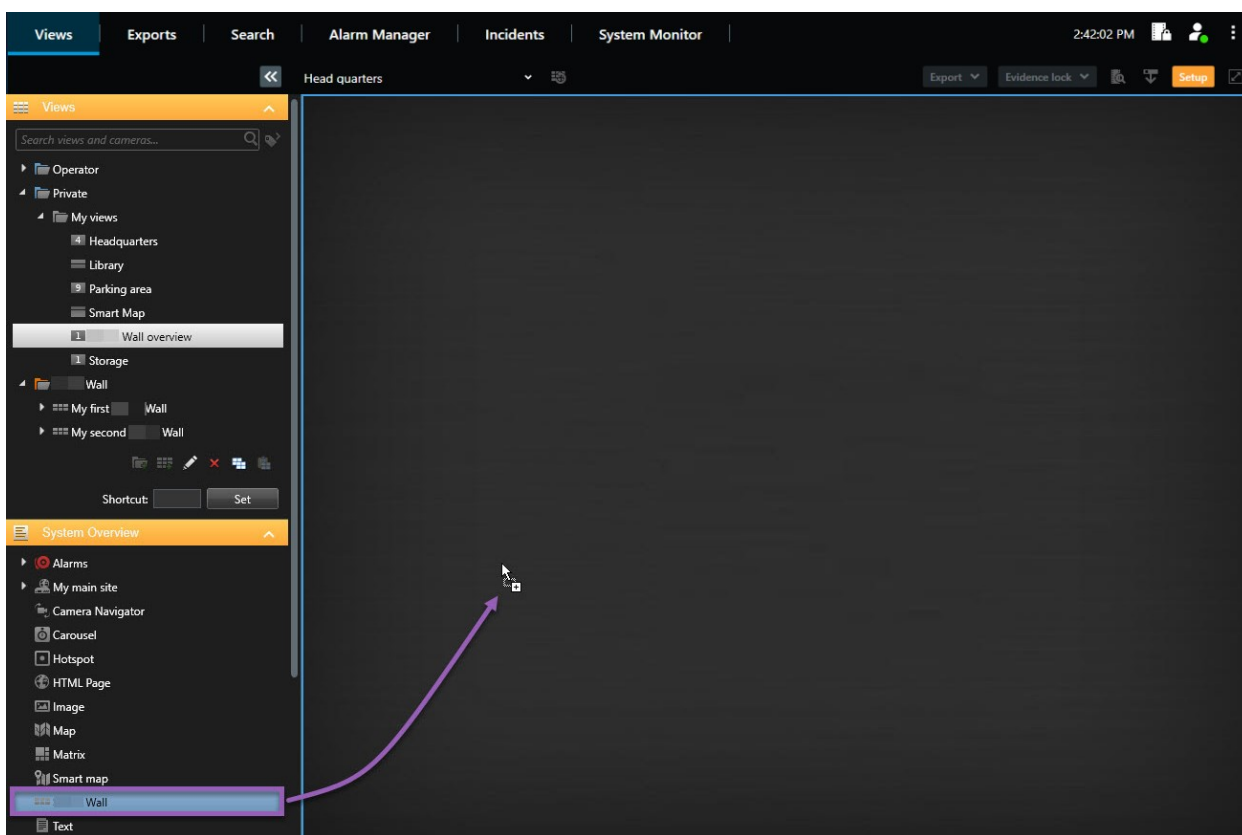 Views Exports Search Alarm Manager Incidents System Monitor 2:42:02 PM
Head quarters Export Evidence lock Setup
Views
Search views and cameras...
Operator
Private
My views
4 Headquarters
Library
9 Parking area
Smart Map
1 Wall overview
1 Storage
Wall
My first Wall
My second Wall
Shortcut: Set
System Overview
Alarms
My main site
Camera Navigator
Carousel
Hotspot
HTML Page
Image
Map
Matrix
Smart map
Wall
Text